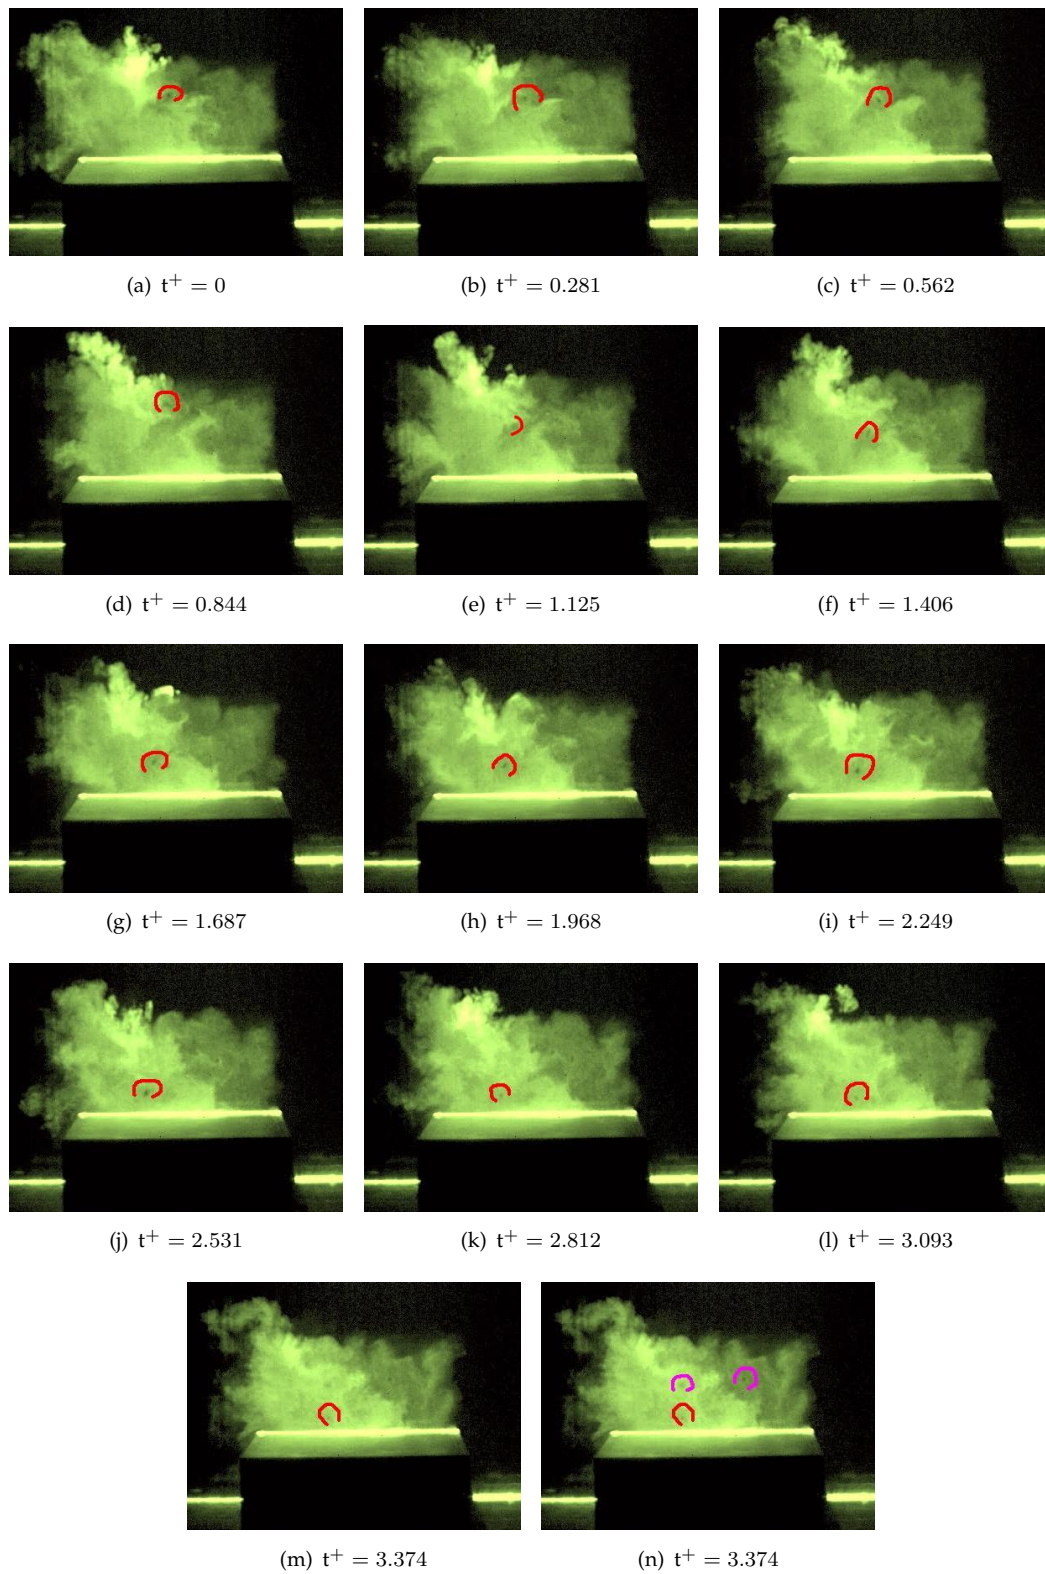 (a) t+ = 0
(b) t+ = 0.281
(c) t+ = 0.562
(d) t+ = 0.844
(e) t+ = 1.125
(f) t+ = 1.406
(g) t+ = 1.687
(h) t+ = 1.968
(i) t+ = 2.249
(j) t+ = 2.531
(k) t+ = 2.812
(l) t+ = 3.093
(m) t+ = 3.374
(n) t+ = 3.374